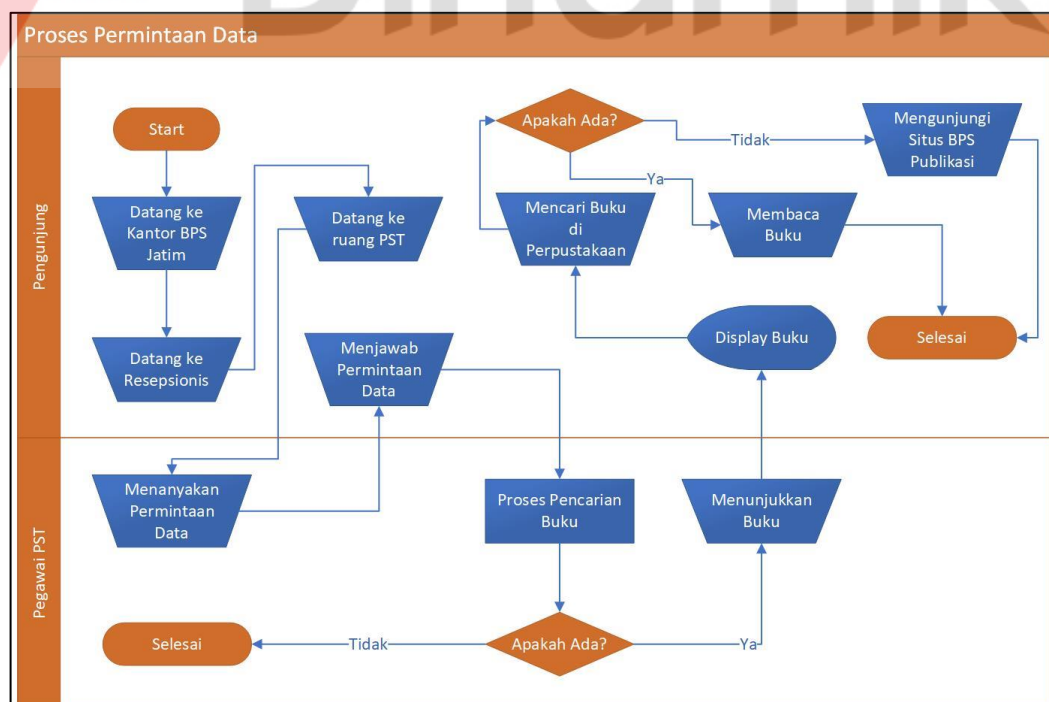 Dinamik
Proses Permintaan Data
Pengunjung
Start
Datang ke
Kantor BPS
Jatim
Datang ke
Resepsionis
Datang ke
ruang PST
Menjawab
Permintaan
Data
Apakah Ada?
Tidak
Ya
Mengunjungi
Situs BPS
Publikasi
Mencari Buku
di
Perpustakaan
Membaca
Buku
Display Buku
Selesai
Pegawai PST
Menanyakan
Permintaan
Data
Proses Pencarian
Buku
Menunjukkan
Buku
Apakah Ada?
Tidak
Ya
Selesai